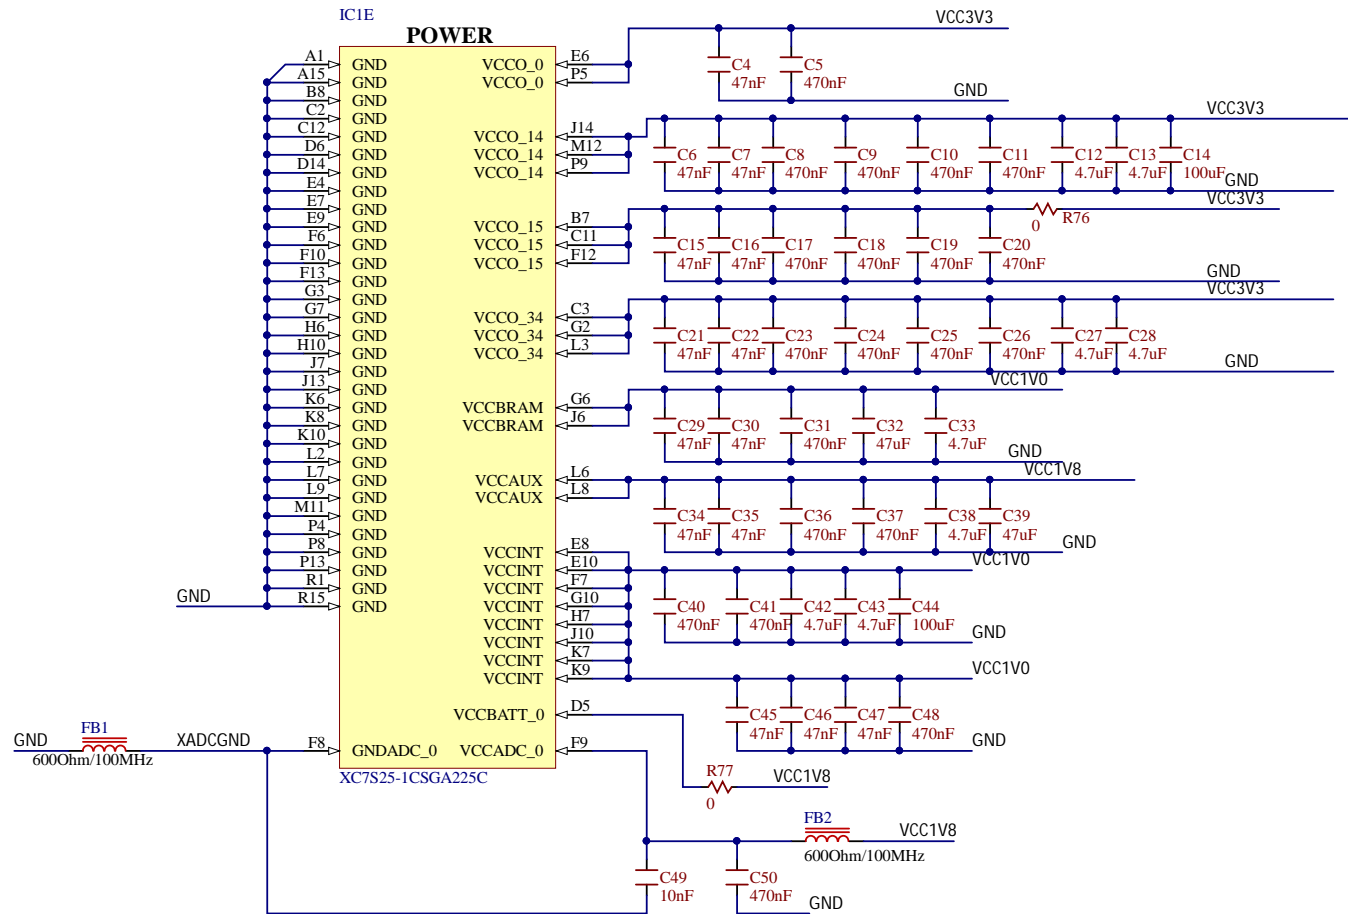 IC1E
POWER
A1 GND
A15 GND
B8 GND
C2 GND
C12 GND
D6 GND
D14 GND
E4 GND
E7 GND
E9 GND
F6 GND
F10 GND
F13 GND
G3 GND
G7 GND
H6 GND
H10 GND
J7 GND
J13 GND
K6 GND
K8 GND
K10 GND
L2 GND
L7 GND
L9 GND
M11 GND
P4 GND
P8 GND
P13 GND
R1 GND
R15 GND
GND
VCCO_0 E6
VCCO_0 P5
VCCO_14 J14
VCCO_14 M12
VCCO_14 P9
VCCO_15 B7
VCCO_15 C11
VCCO_15 F12
VCCO_34 C3
VCCO_34 G2
VCCO_34 L3
VCCBRAM G6
VCCBRAM J6
VCCAUX L6
VCCAUX L8
VCCINT E8
VCCINT E10
VCCINT F7
VCCINT G10
VCCINT H7
VCCINT J10
VCCINT K7
VCCINT K9
VCCBATT_0 D5
F8 GNDADC_0 VCCADC_0 F9
XC7S25-1CSGA225C
GND FB1 XADCGND
600Ohm/100MHz
VCC3V3
C4 C5
47nF 470nF
GND
VCC3V3
C6 C7 C8 C9 C10 C11 C12 C13 C14
47nF 47nF 470nF 470nF 470nF 470nF 4.7uF 4.7uF 100uF
GND
VCC3V3
R76
0
C15 C16 C17 C18 C19 C20
47nF 47nF 470nF 470nF 470nF 470nF
GND
VCC3V3
C21 C22 C23 C24 C25 C26 C27 C28
47nF 47nF 470nF 470nF 470nF 470nF 4.7uF 4.7uF
GND
VCC1V0
C29 C30 C31 C32 C33
47nF 47nF 470nF 47uF 4.7uF
GND
VCC1V8
C34 C35 C36 C37 C38 C39
47nF 47nF 470nF 470nF 4.7uF 47uF
GND
VCC1V0
C40 C41 C42 C43 C44
470nF 470nF 4.7uF 4.7uF 100uF
GND
VCC1V0
C45 C46 C47 C48
47nF 47nF 47nF 470nF
GND
R77 VCC1V8
0
FB2 VCC1V8
600Ohm/100MHz
C49 C50
10nF 470nF
GND